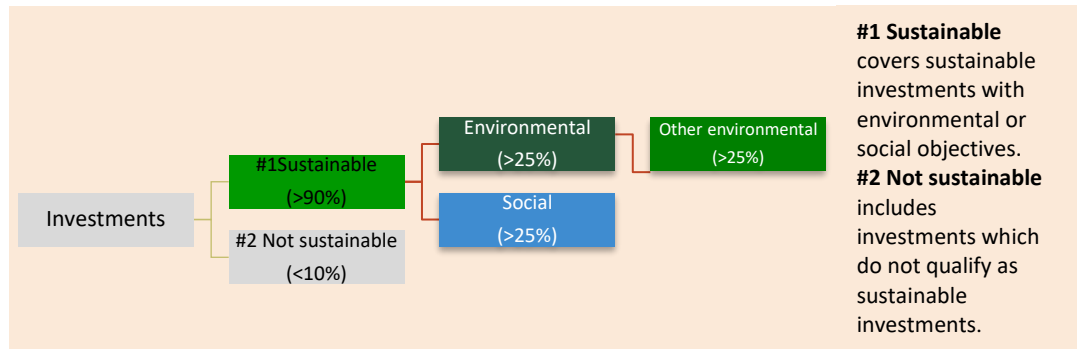 Investments
#1Sustainable
(>90%)
#2 Not sustainable
(<10%)
Environmental
(>25%)
Social
(>25%)
Other environmental
(>25%)
#1 Sustainable
covers sustainable
investments with
environmental or
social objectives.
#2 Not sustainable
includes
investments which
do not qualify as
sustainable
investments.